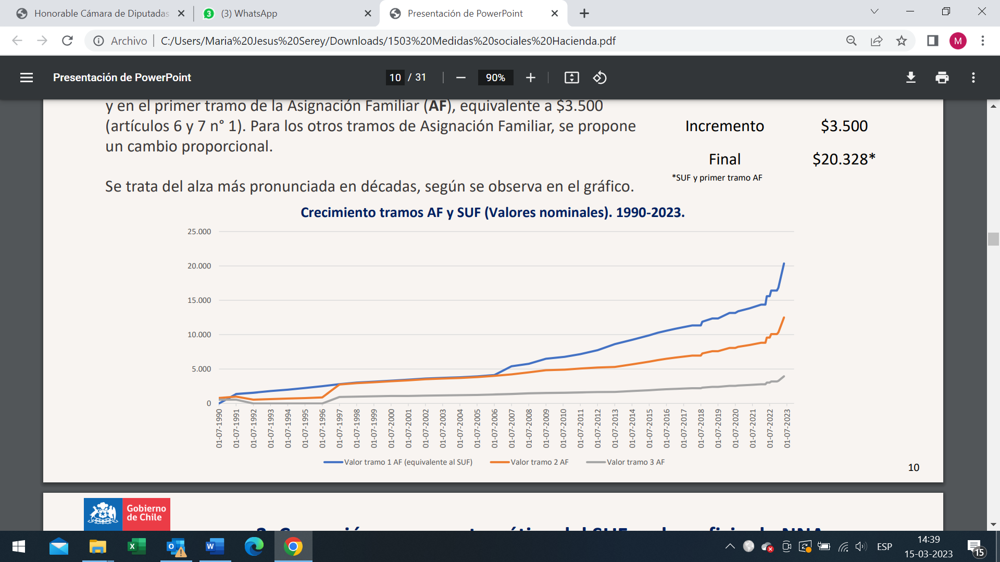 Honorable Cámara de Diputadas
(3) WhatsApp
Presentación de PowerPoint
Archivo
C:/Users/Maria%20Jesus%20Serey/Downloads/1503%20Medidas%20sociales%20Hacienda.pdf
M
Presentación de PowerPoint
10 / 31
90%
y en el primer tramo de la Asignación Familiar (AF), equivalente a $3.500
(artículos 6 y 7 n° 1). Para los otros tramos de Asignación Familiar, se propone
un cambio proporcional.
Se trata del alza más pronunciada en décadas, según se observa en el gráfico.
Incremento $3.500
Final $20.328*
*SUF y primer tramo AF
Crecimiento tramos AF y SUF (Valores nominales). 1990-2023.
25.000
20.000
15.000
10.000
5.000
0
01-07-1990
01-07-1991
01-07-1992
01-07-1993
01-07-1994
01-07-1995
01-07-1996
01-07-1997
01-07-1998
01-07-1999
01-07-2000
01-07-2001
01-07-2002
01-07-2003
01-07-2004
01-07-2005
01-07-2006
01-07-2007
01-07-2008
01-07-2009
01-07-2010
01-07-2011
01-07-2012
01-07-2013
01-07-2014
01-07-2015
01-07-2016
01-07-2017
01-07-2018
01-07-2019
01-07-2020
01-07-2021
01-07-2022
01-07-2023
Valor tramo 1 AF (equivalente al SUF)
Valor tramo 2 AF
Valor tramo 3 AF
10
Gobierno
de Chile
ESP
14:39
15-03-2023
15